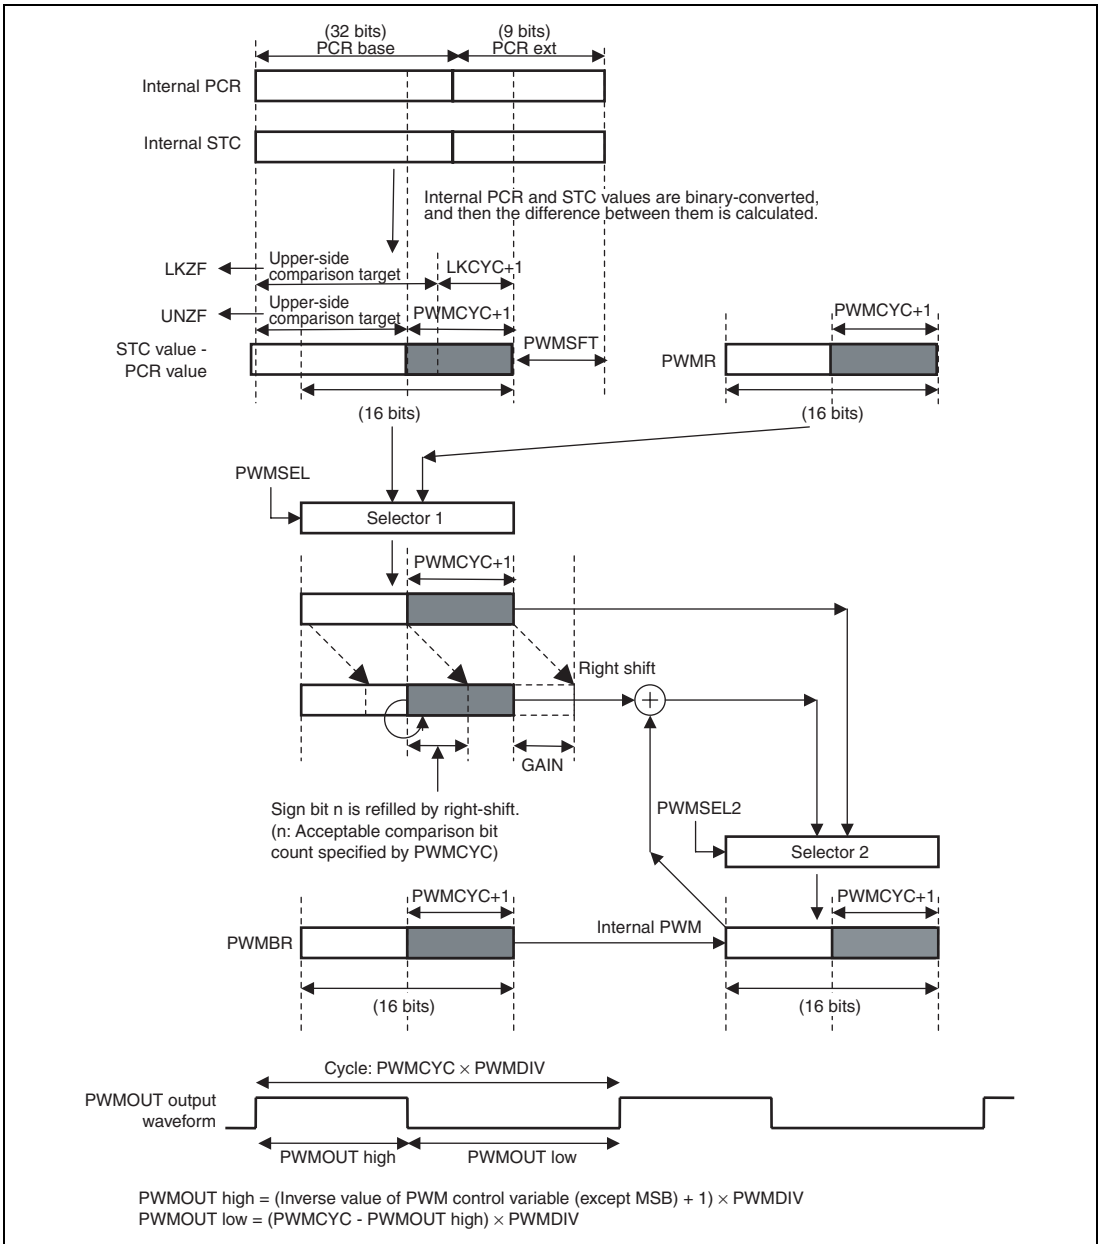 (32 bits)
PCR base
(9 bits)
PCR ext
Internal PCR
Internal STC
Internal PCR and STC values are binary-converted,
and then the difference between them is calculated.
LKZF
Upper-side
comparison target
LKCYC+1
UNZF
Upper-side
comparison target
PWMCYC+1
PWMCYC+1
STC value -
PCR value
PWMSFT
PWMR
(16 bits)
(16 bits)
PWMSEL
Selector 1
PWMCYC+1
Right shift
+
GAIN
Sign bit n is refilled by right-shift.
(n: Acceptable comparison bit
count specified by PWMCYC)
PWMSEL2
Selector 2
PWMCYC+1
PWMCYC+1
PWMBR
Internal PWM
(16 bits)
(16 bits)
Cycle: PWMCYC × PWMDIV
PWMOUT output
waveform
PWMOUT high
PWMOUT low
PWMOUT high = (Inverse value of PWM control variable (except MSB) + 1) × PWMDIV
PWMOUT low = (PWMCYC - PWMOUT high) × PWMDIV